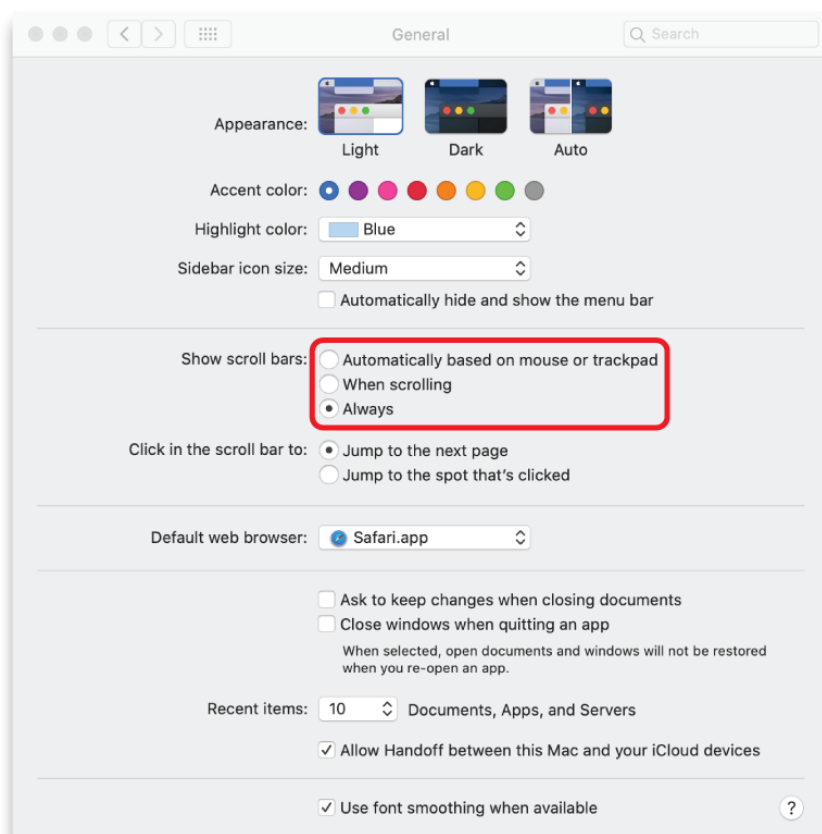 General
Search
Appearance:
Light Dark Auto
Accent color:
Highlight color: Blue
Sidebar icon size: Medium
Automatically hide and show the menu bar
Show scroll bars: Automatically based on mouse or trackpad
When scrolling
Always
Click in the scroll bar to: Jump to the next page
Jump to the spot that's clicked
Default web browser: Safari.app
Ask to keep changes when closing documents
Close windows when quitting an app
When selected, open documents and windows will not be restored
when you re-open an app.
Recent items: 10 Documents, Apps, and Servers
Allow Handoff between this Mac and your iCloud devices
Use font smoothing when available ?